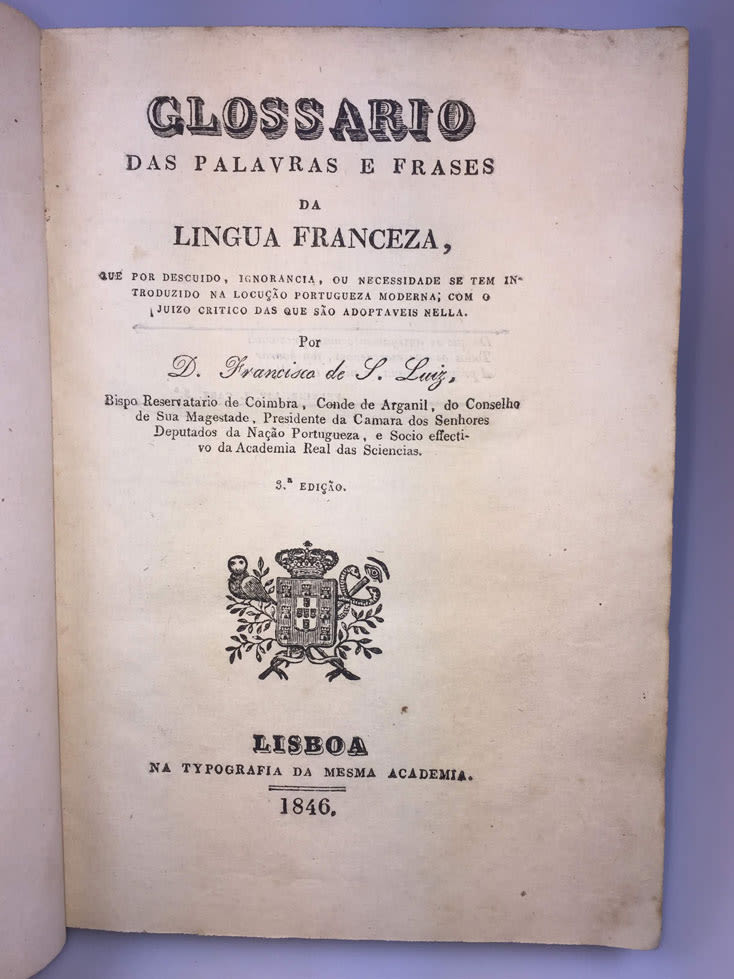 GLOSSARIO
DAS PALAVRAS E FRASES
DA
LINGUA FRANCEZA,
QUE POR DESCUIDO, IGNORANCIA, OU NECESSIDADE SE TEM IN-
TRODUZIDO NA LOCUÇÃO PORTUGUEZA MODERNA; COM O
JUIZO CRITICO DAS QUE SÃO ADOPTAVEIS NELLA.
Por
D. Francisco de S. Luiz,
Bispo Reservatario de Coimbra, Conde de Arganil, do Conselho
de Sua Magestade, Presidente da Camara dos Senhores
Deputados da Nação Portugueza, e Socio effecti-
vo da Academia Real das Sciencias.
3.ª EDIÇÃO.
LISBOA
NA TYPOGRAFIA DA MESMA ACADEMIA.
1846.